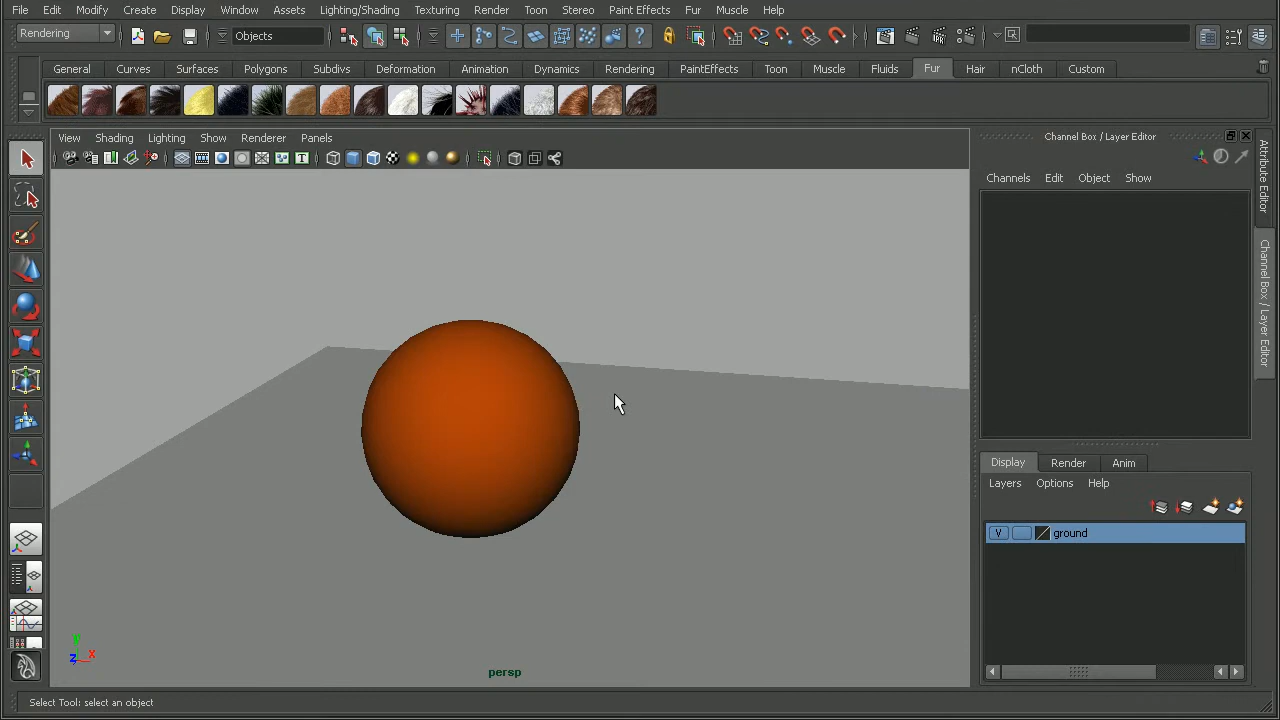 File Edit Modify Create Display Window Assets Lighting/Shading Texturing Render Toon Stereo Paint Effects Fur Muscle Help
Rendering Objects
General Curves Surfaces Polygons Subdivs Deformation Animation Dynamics Rendering PaintEffects Toon Muscle Fluids Fur Hair nCloth Custom
View Shading Lighting Show Renderer Panels
Channel Box / Layer Editor
Channels Edit Object Show
Attribute Editor
Channel Box / Layer Editor
Display Render Anim
Layers Options Help
V ground
y
z x
persp
Select Tool: select an object